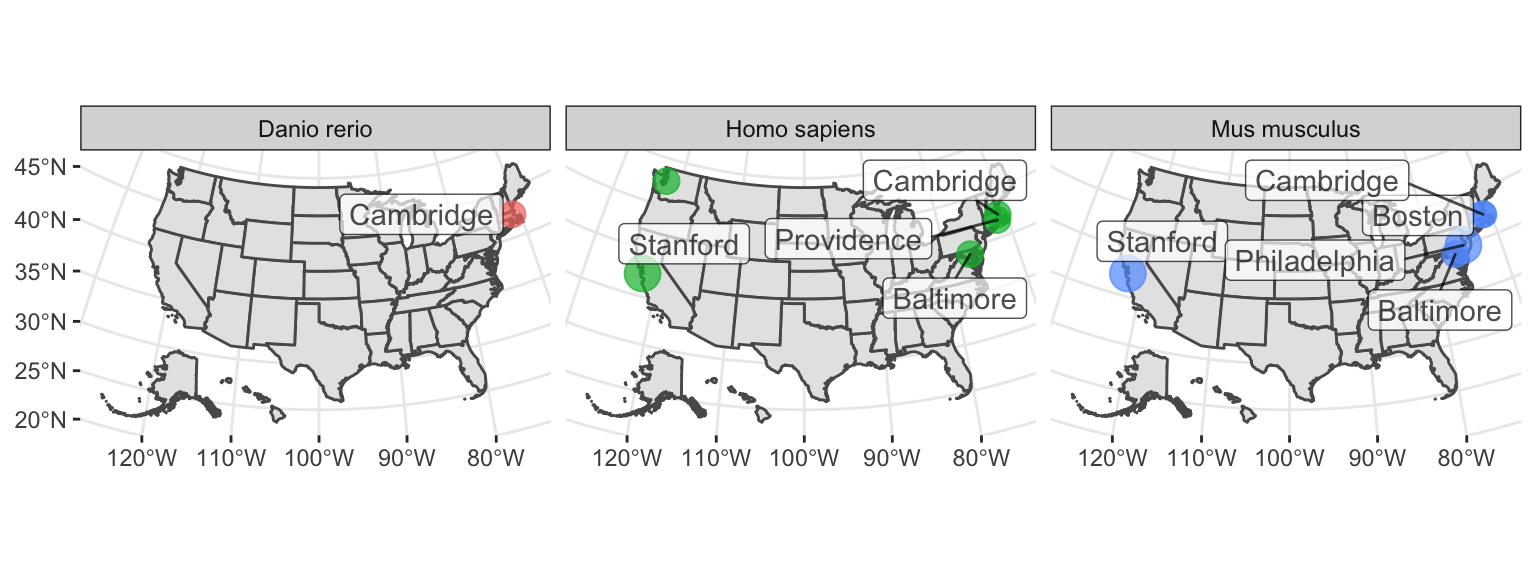 Danio rerio
Homo sapiens
Mus musculus
45°N
40°N
35°N
30°N
25°N
20°N
Cambridge
Cambridge
Providence
Stanford
Baltimore
Cambridge
Boston
Stanford
Philadelphia
Baltimore
120°W 110°W 100°W 90°W 80°W
120°W 110°W 100°W 90°W 80°W
120°W 110°W 100°W 90°W 80°W